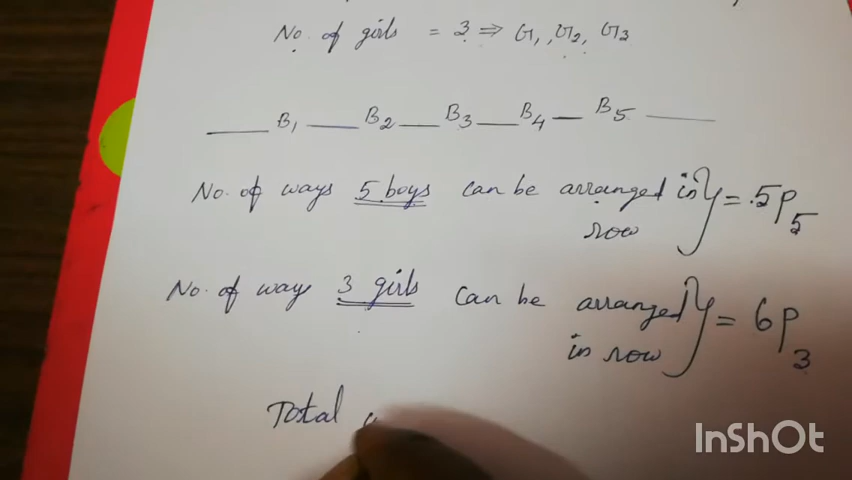 No. of girls = 3 ⇒ G1, G2, G3
___ B1 ___ B2 ___ B3 ___ B4 ___ B5 ___
No. of ways 5 boys can be arranged in row } = 5P5
No. of way 3 girls can be arranged in row } = 6P3
Total
InShOt